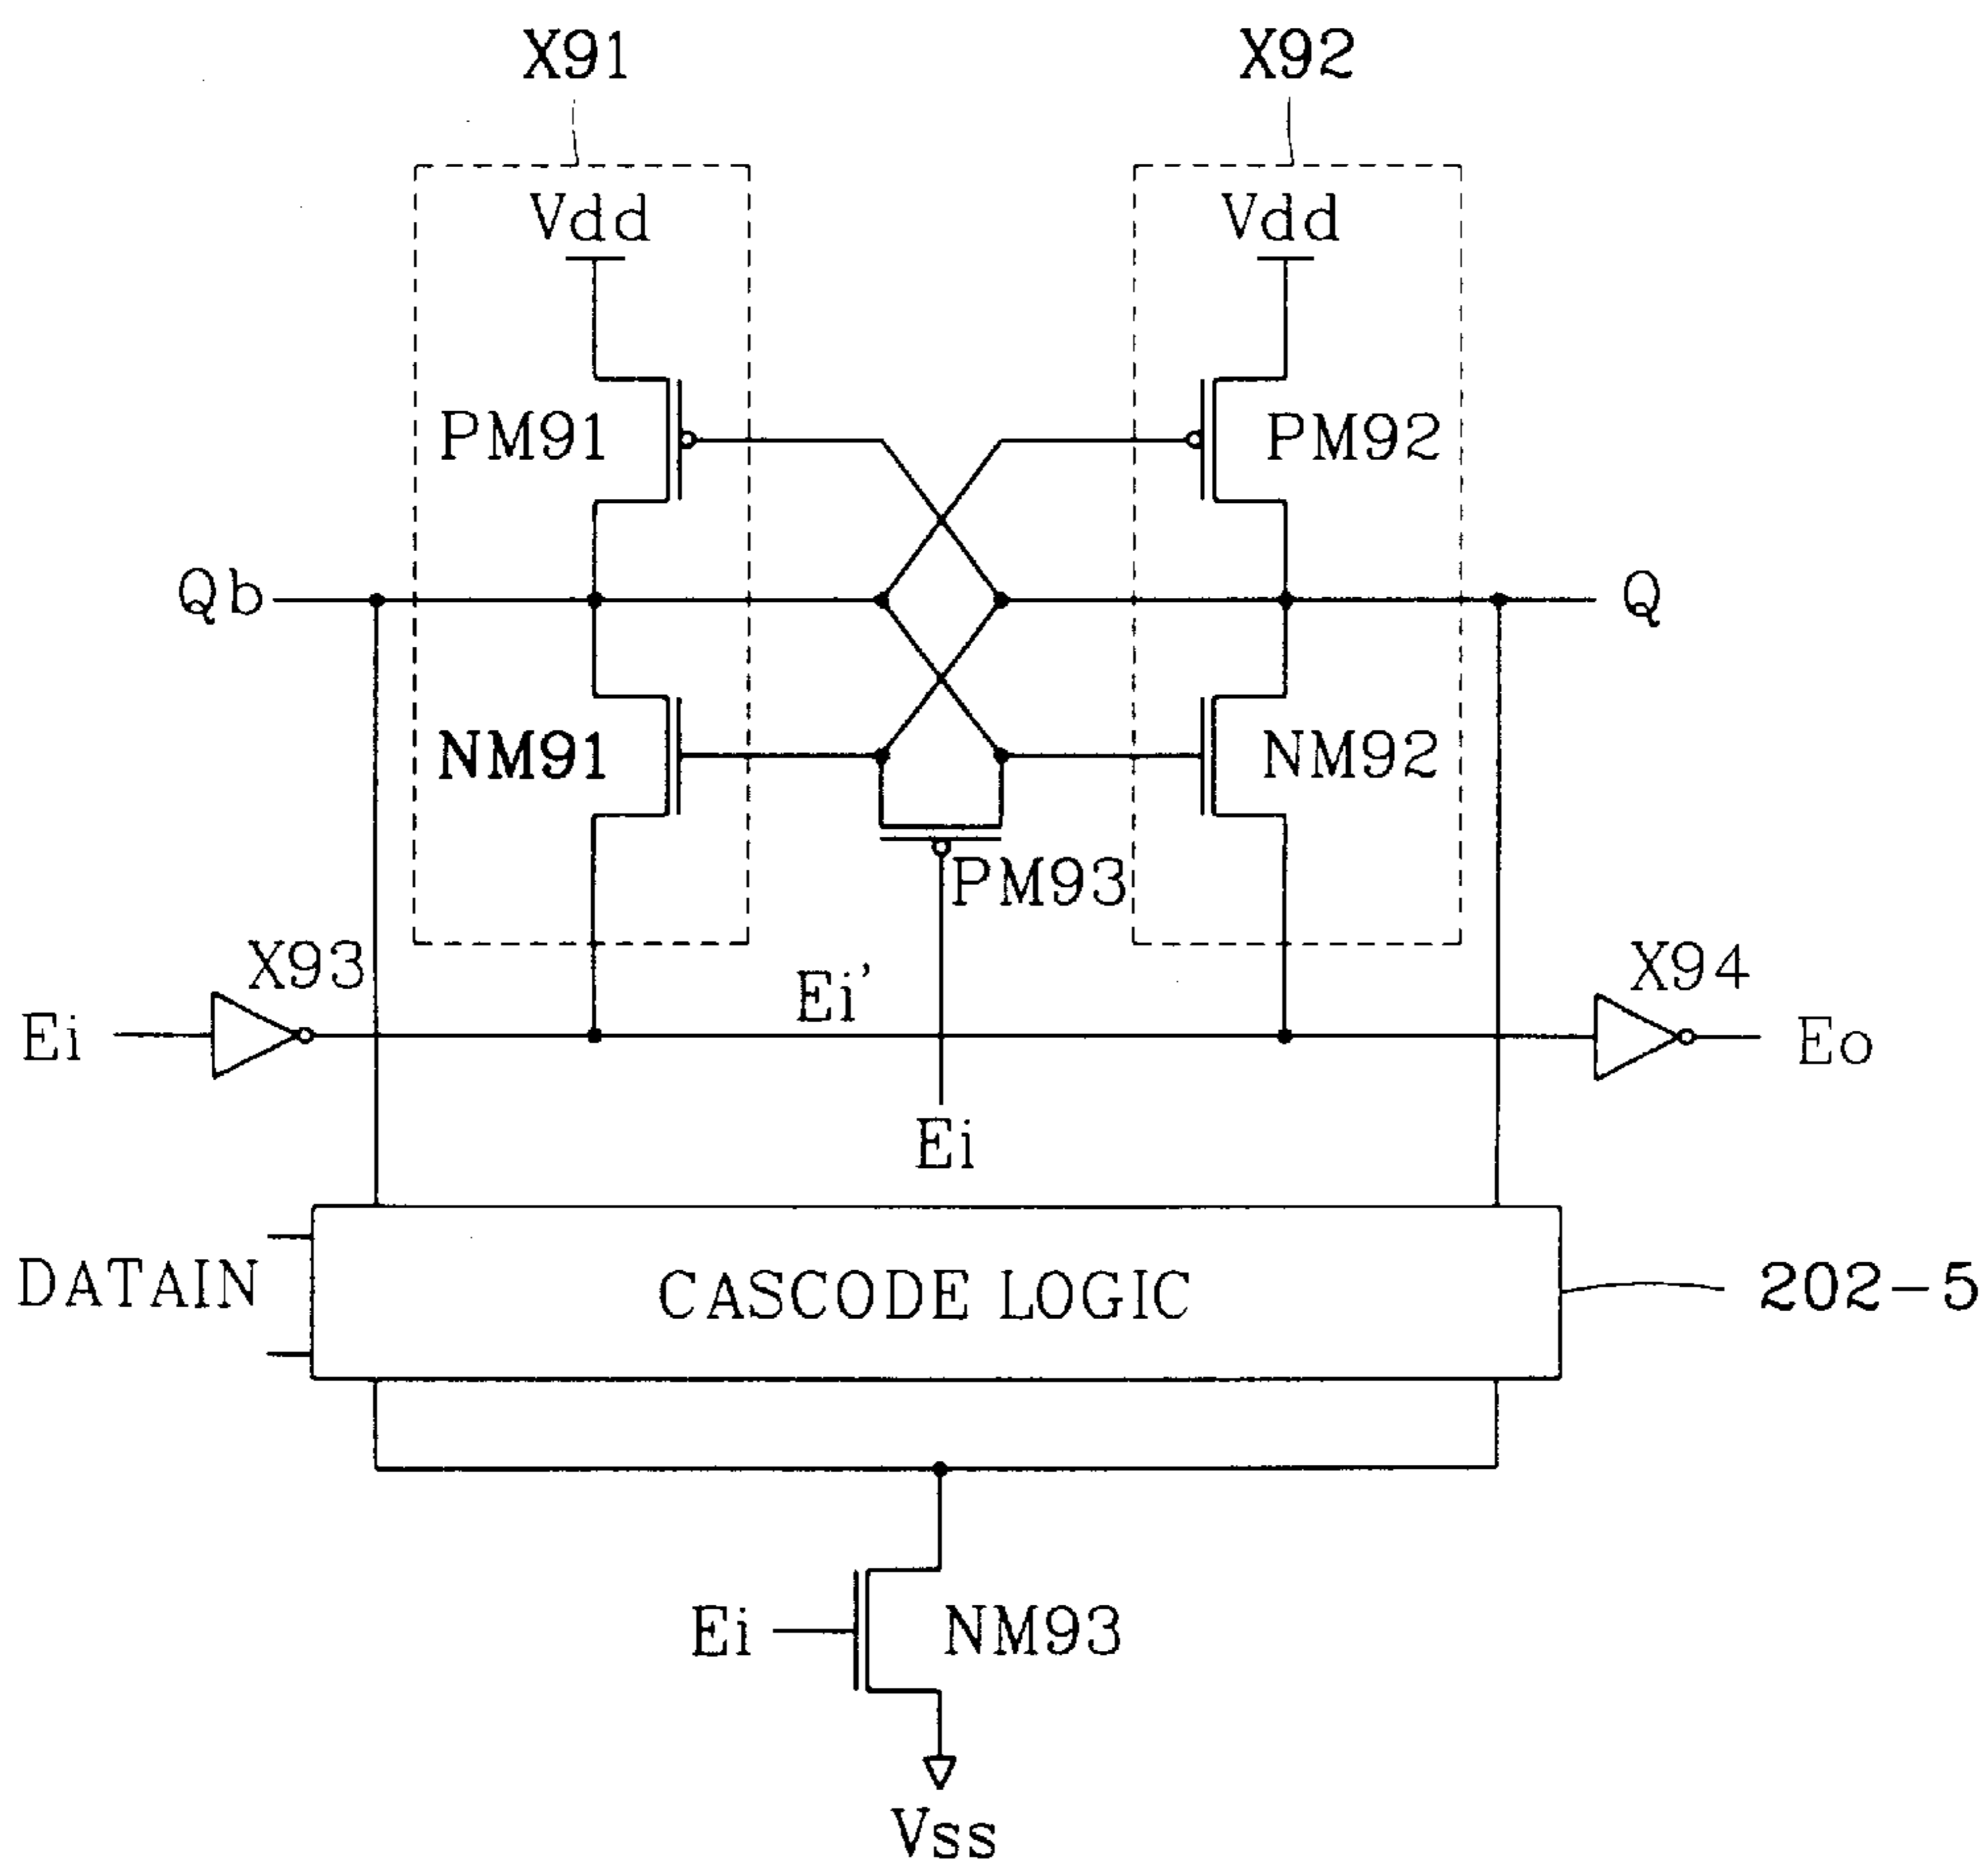 X91
X92
Vdd
Vdd
PM91
PM92
Qb
Q
NM91
NM92
PM93
X93
Ei'
X94
Ei
Eo
Ei
DATAIN
CASCODE LOGIC
202-5
Ei
NM93
Vss